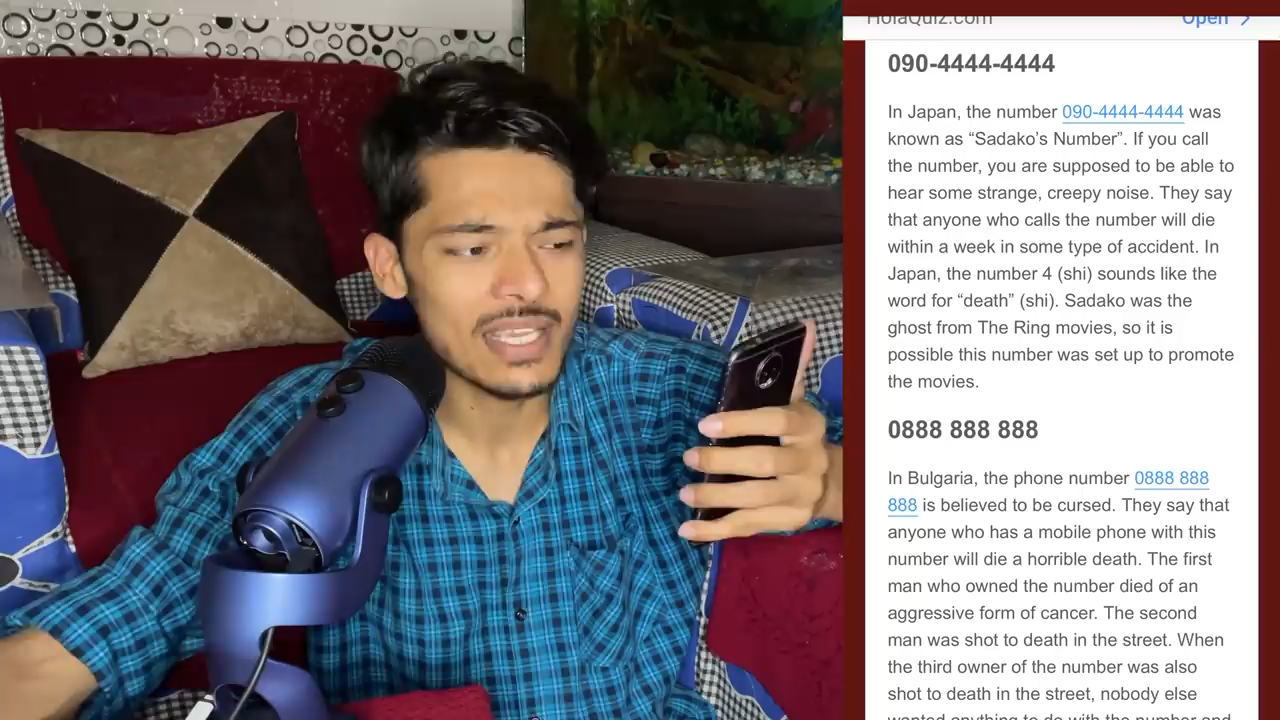 HolaQuiz.com
Open
090-4444-4444
In Japan, the number 090-4444-4444 was
known as “Sadako’s Number”. If you call
the number, you are supposed to be able to
hear some strange, creepy noise. They say
that anyone who calls the number will die
within a week in some type of accident. In
Japan, the number 4 (shi) sounds like the
word for “death” (shi). Sadako was the
ghost from The Ring movies, so it is
possible this number was set up to promote
the movies.
0888 888 888
In Bulgaria, the phone number 0888 888
888 is believed to be cursed. They say that
anyone who has a mobile phone with this
number will die a horrible death. The first
man who owned the number died of an
aggressive form of cancer. The second
man was shot to death in the street. When
the third owner of the number was also
shot to death in the street, nobody else
wanted anything to do with the number and